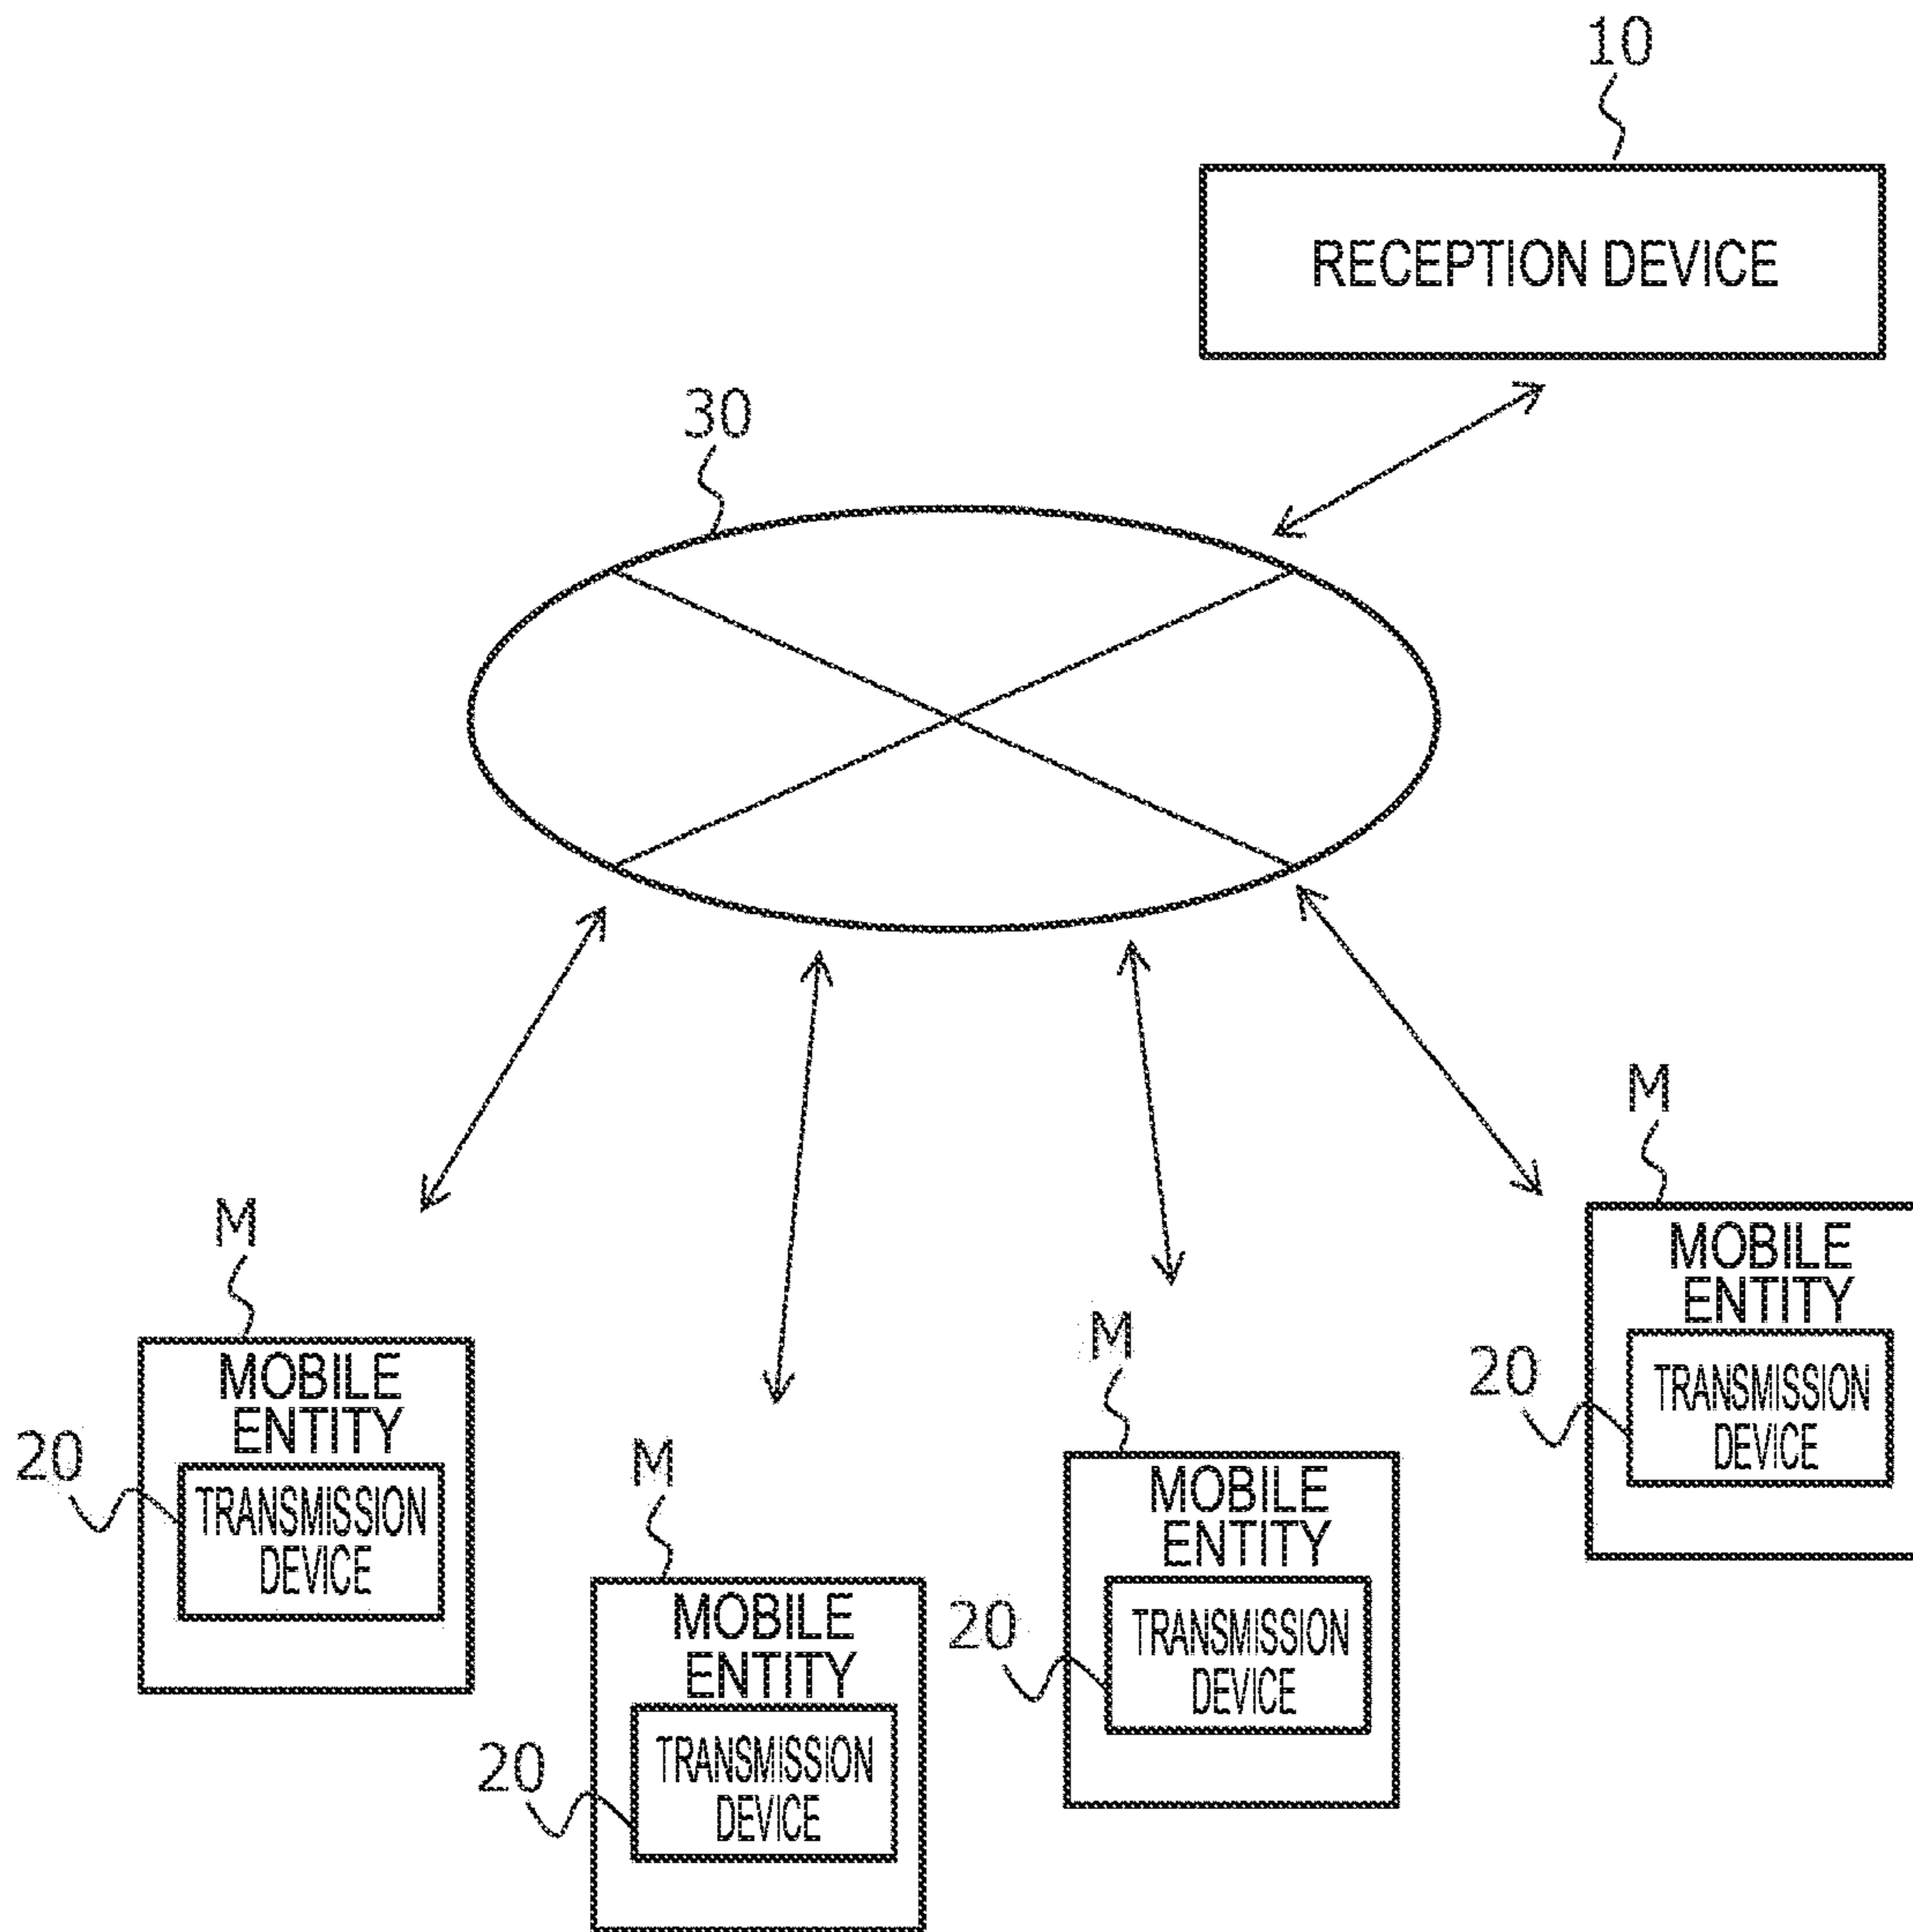 10
RECEPTION DEVICE
30
M
MOBILE
ENTITY
20
TRANSMISSION
DEVICE
M
MOBILE
ENTITY
20
TRANSMISSION
DEVICE
M
MOBILE
ENTITY
20
TRANSMISSION
DEVICE
M
MOBILE
ENTITY
20
TRANSMISSION
DEVICE